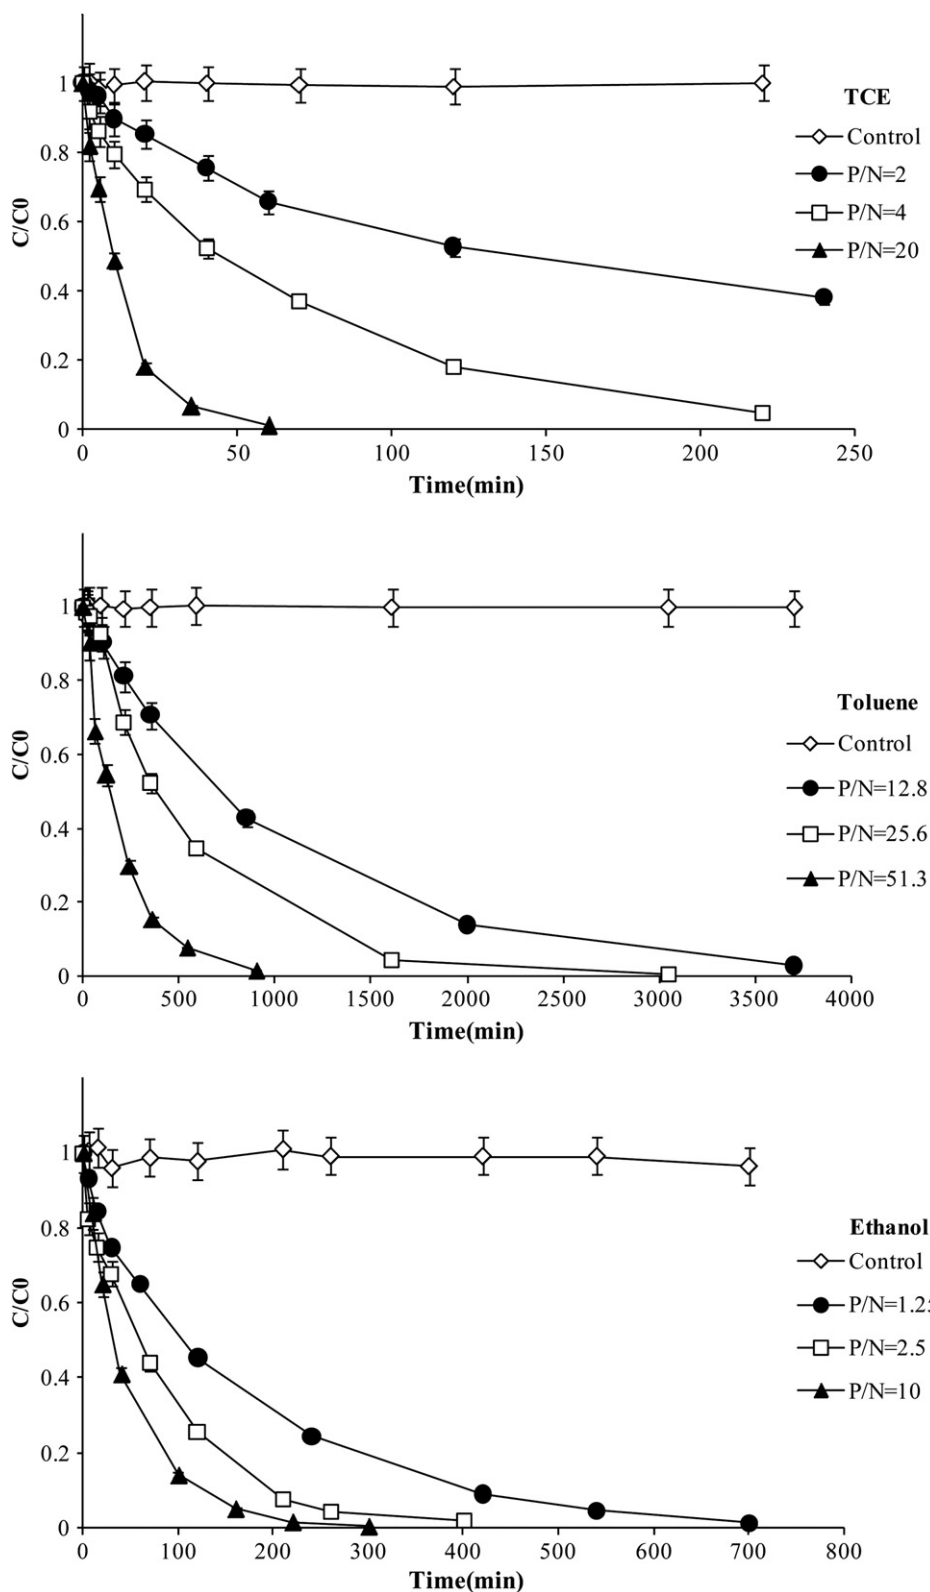 1
0.8
0.6
0.4
0.2
0
C/C0
0 50 100 150 200 250
Time(min)
TCE
Control
P/N=2
P/N=4
P/N=20
1
0.8
0.6
0.4
0.2
0
C/C0
0 500 1000 1500 2000 2500 3000 3500 4000
Time(min)
Toluene
Control
P/N=12.8
P/N=25.6
P/N=51.3
1
0.8
0.6
0.4
0.2
0
C/C0
0 100 200 300 400 500 600 700 800
Time(min)
Ethanol
Control
P/N=1.25
P/N=2.5
P/N=10